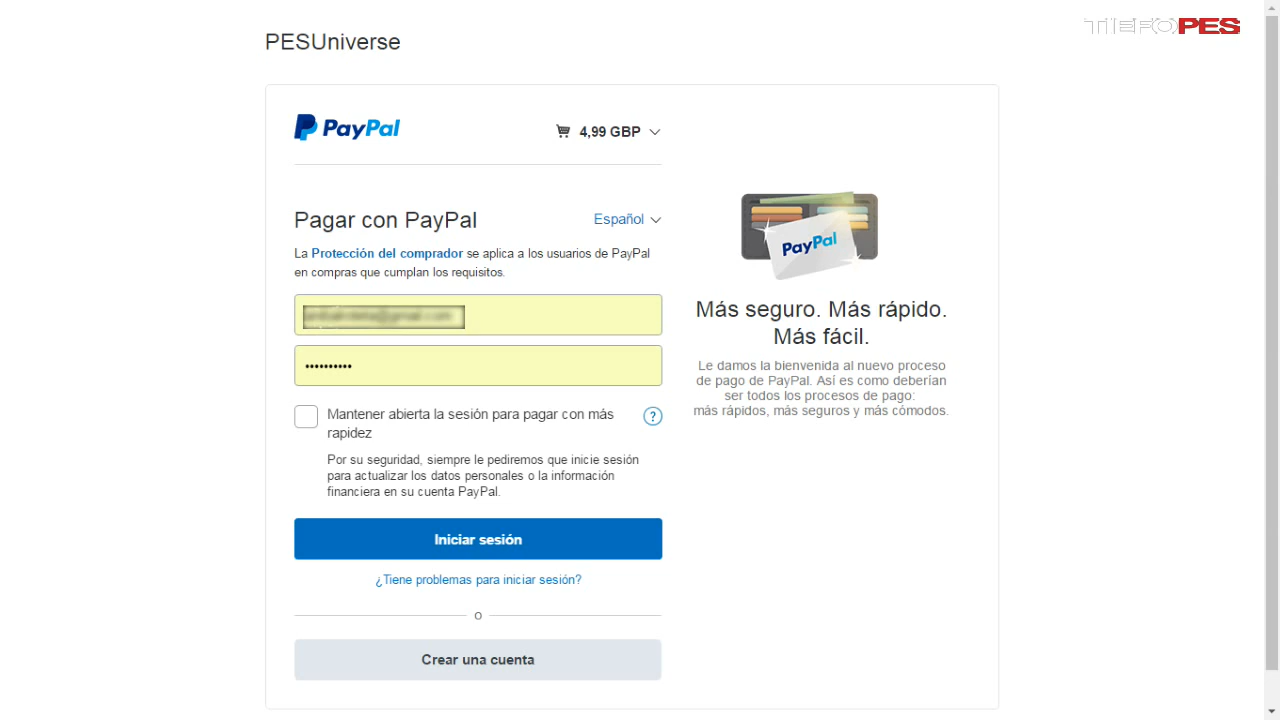 TIEFOPES
PESUniverse
PayPal
4,99 GBP
Pagar con PayPal
Español
La Protección del comprador se aplica a los usuarios de PayPal
en compras que cumplan los requisitos.
••••••••••
Mantener abierta la sesión para pagar con más
rapidez
?
Por su seguridad, siempre le pediremos que inicie sesión
para actualizar los datos personales o la información
financiera en su cuenta PayPal.
Iniciar sesión
¿Tiene problemas para iniciar sesión?
O
Crear una cuenta
PayPal
Más seguro. Más rápido.
Más fácil.
Le damos la bienvenida al nuevo proceso
de pago de PayPal. Así es como deberían
ser todos los procesos de pago:
más rápidos, más seguros y más cómodos.